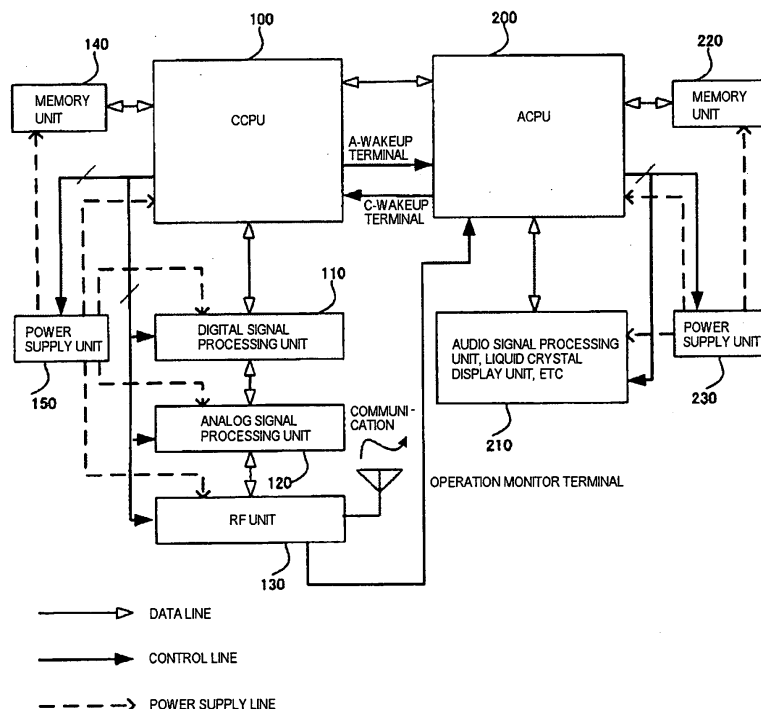 100
200
140
220
MEMORY
UNIT
CCPU
ACPU
MEMORY
UNIT
A-WAKEUP
TERMINAL
C-WAKEUP
TERMINAL
110
POWER
SUPPLY UNIT
150
DIGITAL SIGNAL
PROCESSING UNIT
AUDIO SIGNAL PROCESSING
UNIT, LIQUID CRYSTAL
DISPLAY UNIT, ETC
210
POWER
SUPPLY UNIT
230
ANALOG SIGNAL
PROCESSING UNIT
120
COMMUNI-
CATION
RF UNIT
130
OPERATION MONITOR TERMINAL
DATA LINE
CONTROL LINE
POWER SUPPLY LINE